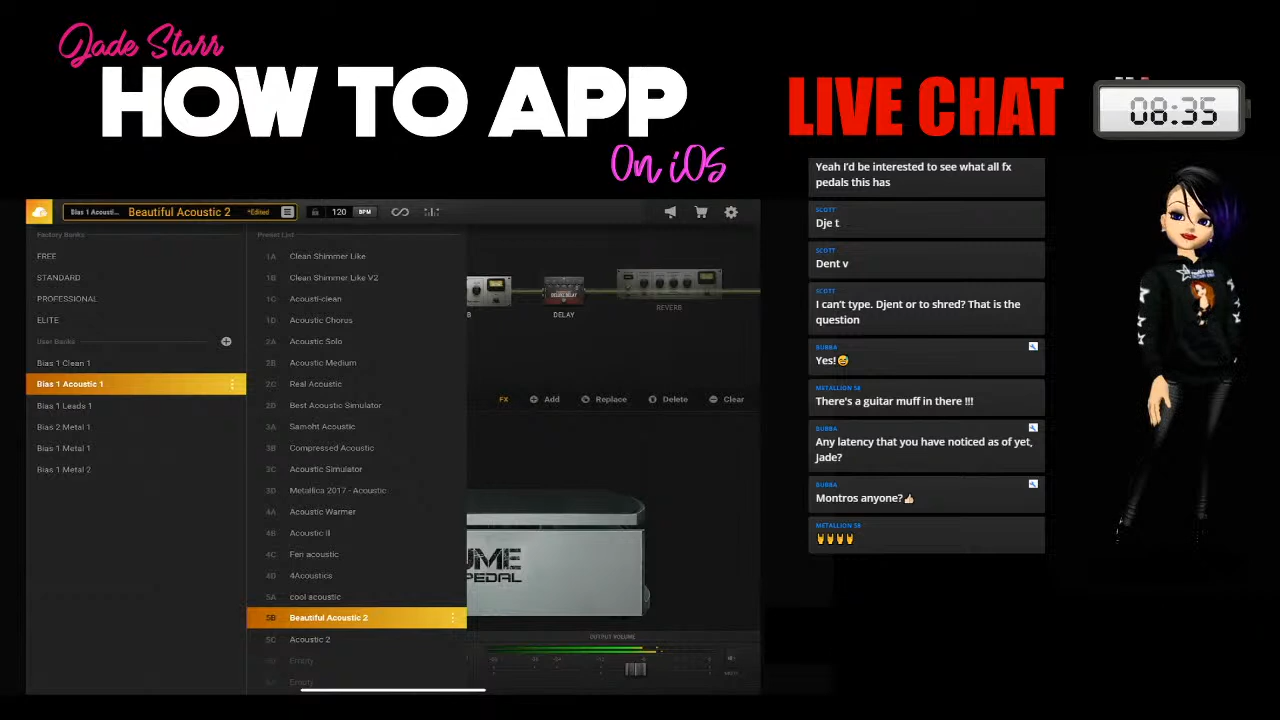 Jade Starr
HOW TO APP
On iOS
LIVE CHAT
08:35
Bias 1 Acousti...
Beautiful Acoustic 2
*Edited
120
BPM
Factory Banks
FREE
STANDARD
PROFESSIONAL
ELITE
User Banks
Bias 1 Clean 1
Bias 1 Acoustic 1
Bias 1 Leads 1
Bias 2 Metal 1
Bias 1 Metal 1
Bias 1 Metal 2
Preset List
1A Clean Shimmer Like
1B Clean Shimmer Like V2
1C Acousti-clean
1D Acoustic Chorus
2A Acoustic Solo
2B Acoustic Medium
2C Real Acoustic
2D Best Acoustic Simulator
3A Samoht Acoustic
3B Compressed Acoustic
3C Acoustic Simulator
3D Metallica 2017 - Acoustic
4A Acoustic Warmer
4B Acoustic II
4C Fen acoustic
4D 4Acoustics
5A cool acoustic
5B Beautiful Acoustic 2
5C Acoustic 2
Empty
Empty
B
DELAY
REVERB
FX
Add
Replace
Delete
Clear
UME
PEDAL
OUTPUT VOLUME
Yeah I'd be interested to see what all fx
pedals this has
SCOTT
Dje t
SCOTT
Dent v
SCOTT
I can't type. Djent or to shred? That is the
question
BUBBA
Yes!😅
METALLION 58
There's a guitar muff in there !!!
BUBBA
Any latency that you have noticed as of yet,
Jade?
BUBBA
Montros anyone?👍🏼
METALLION 58
🤘🤘🤘🤘